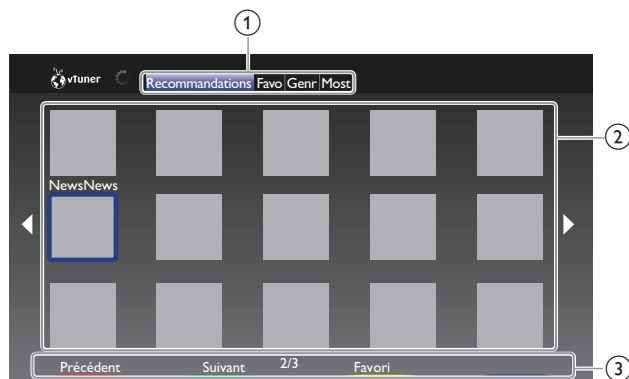 1
vTuner
Recommandations Favo Genr Most
2
NewsNews
Précédent Suivant 2/3 Favori
3